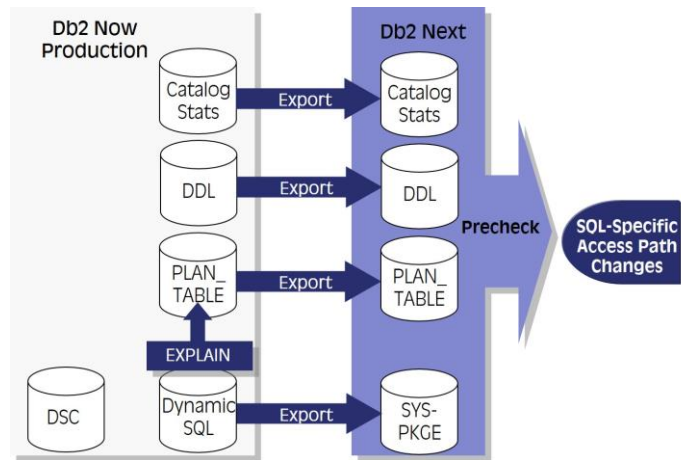 Db2 Now
Production
Db2 Next
Catalog
Stats
Export
Catalog
Stats
DDL
Export
DDL
Precheck
SQL-Specific
Access Path
Changes
PLAN_
TABLE
Export
PLAN_
TABLE
EXPLAIN
DSC
Dynamic
SQL
Export
SYS-
PKGE